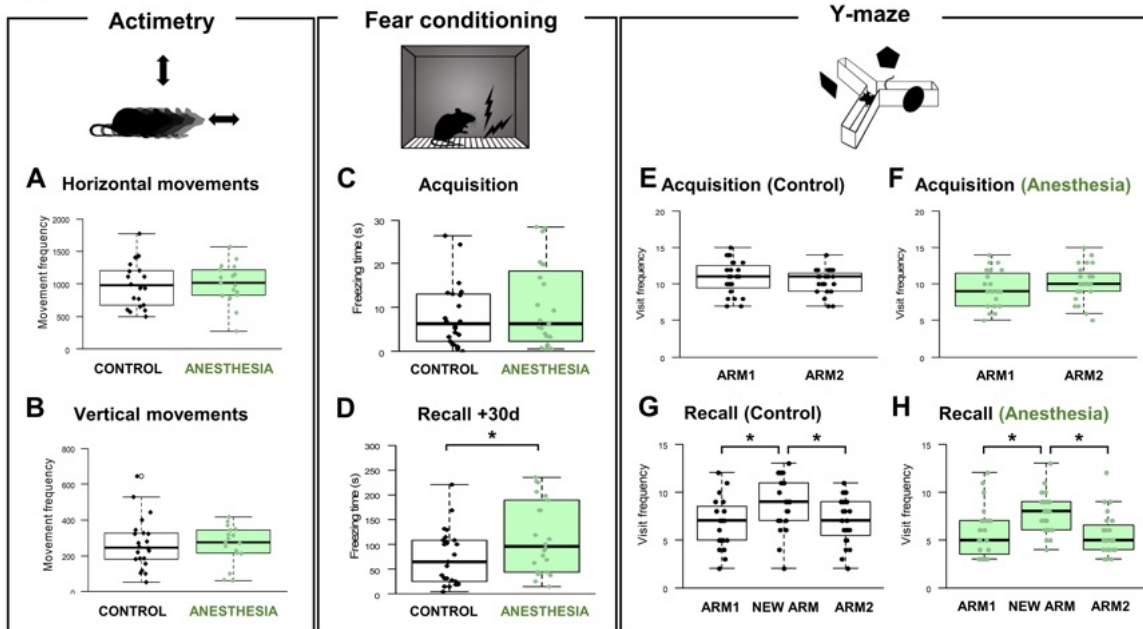 Actimetry
Fear conditioning
Y-maze
A Horizontal movements
Movement frequency
2000
1500
1000
500
0
CONTROL ANESTHESIA
B Vertical movements
Movement frequency
800
600
400
200
0
CONTROL ANESTHESIA
C Acquisition
Freezing time (s)
30
20
10
0
CONTROL ANESTHESIA
D Recall +30d
*
Freezing time (s)
300
250
200
150
100
50
0
CONTROL ANESTHESIA
E Acquisition (Control)
Visit frequency
20
15
10
5
0
ARM1 ARM2
F Acquisition (Anesthesia)
Visit frequency
20
15
10
5
0
ARM1 ARM2
G Recall (Control)
* *
Visit frequency
15
10
5
0
ARM1 NEW ARM ARM2
H Recall (Anesthesia)
* *
Visit frequency
15
10
5
0
ARM1 NEW ARM ARM2